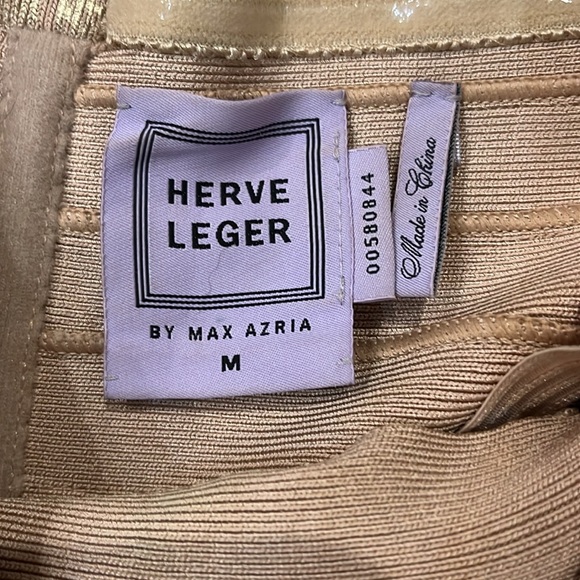 HERVE
LEGER
BY MAX AZRIA
M
00580844
Made in China